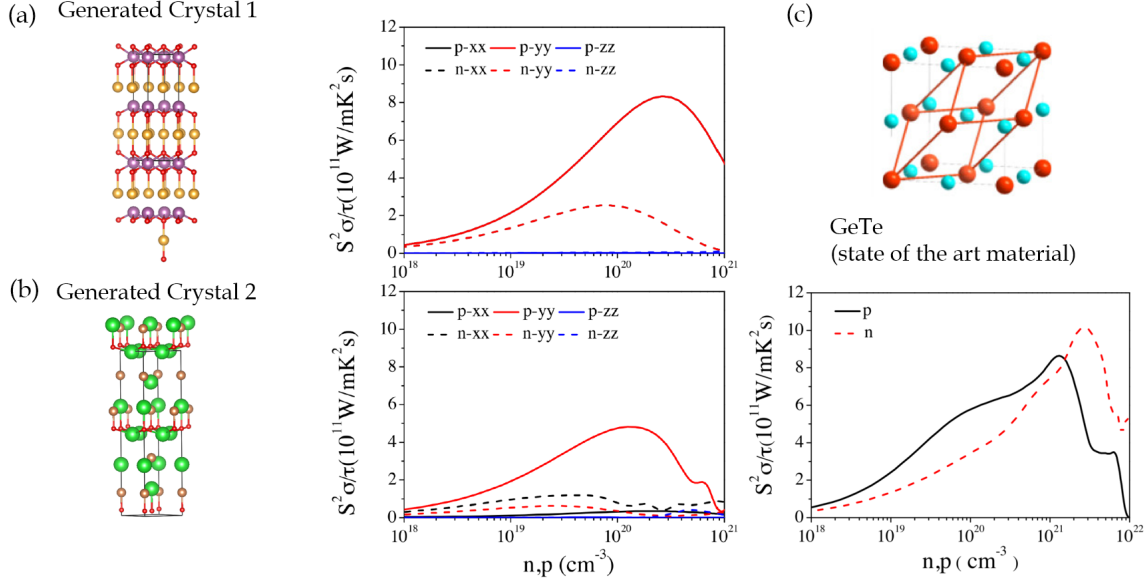 (a)
Generated Crystal 1
12
10
8
6
4
2
0
S²σ/τ(10¹¹W/mK²s)
p-xx p-yy p-zz
n-xx n-yy n-zz
10¹⁸ 10¹⁹ 10²⁰ 10²¹
(c)
GeTe
(state of the art material)
(b)
Generated Crystal 2
12
10
8
6
4
2
0
S²σ/τ(10¹¹W/mK²s)
p-xx p-yy p-zz
n-xx n-yy n-zz
10¹⁸ 10¹⁹ 10²⁰ 10²¹
n,p (cm⁻³)
12
10
8
6
4
2
0
S²σ/τ(10¹¹W/mK²s)
p
n
10¹⁸ 10¹⁹ 10²⁰ 10²¹ 10²²
n,p ( cm⁻³)